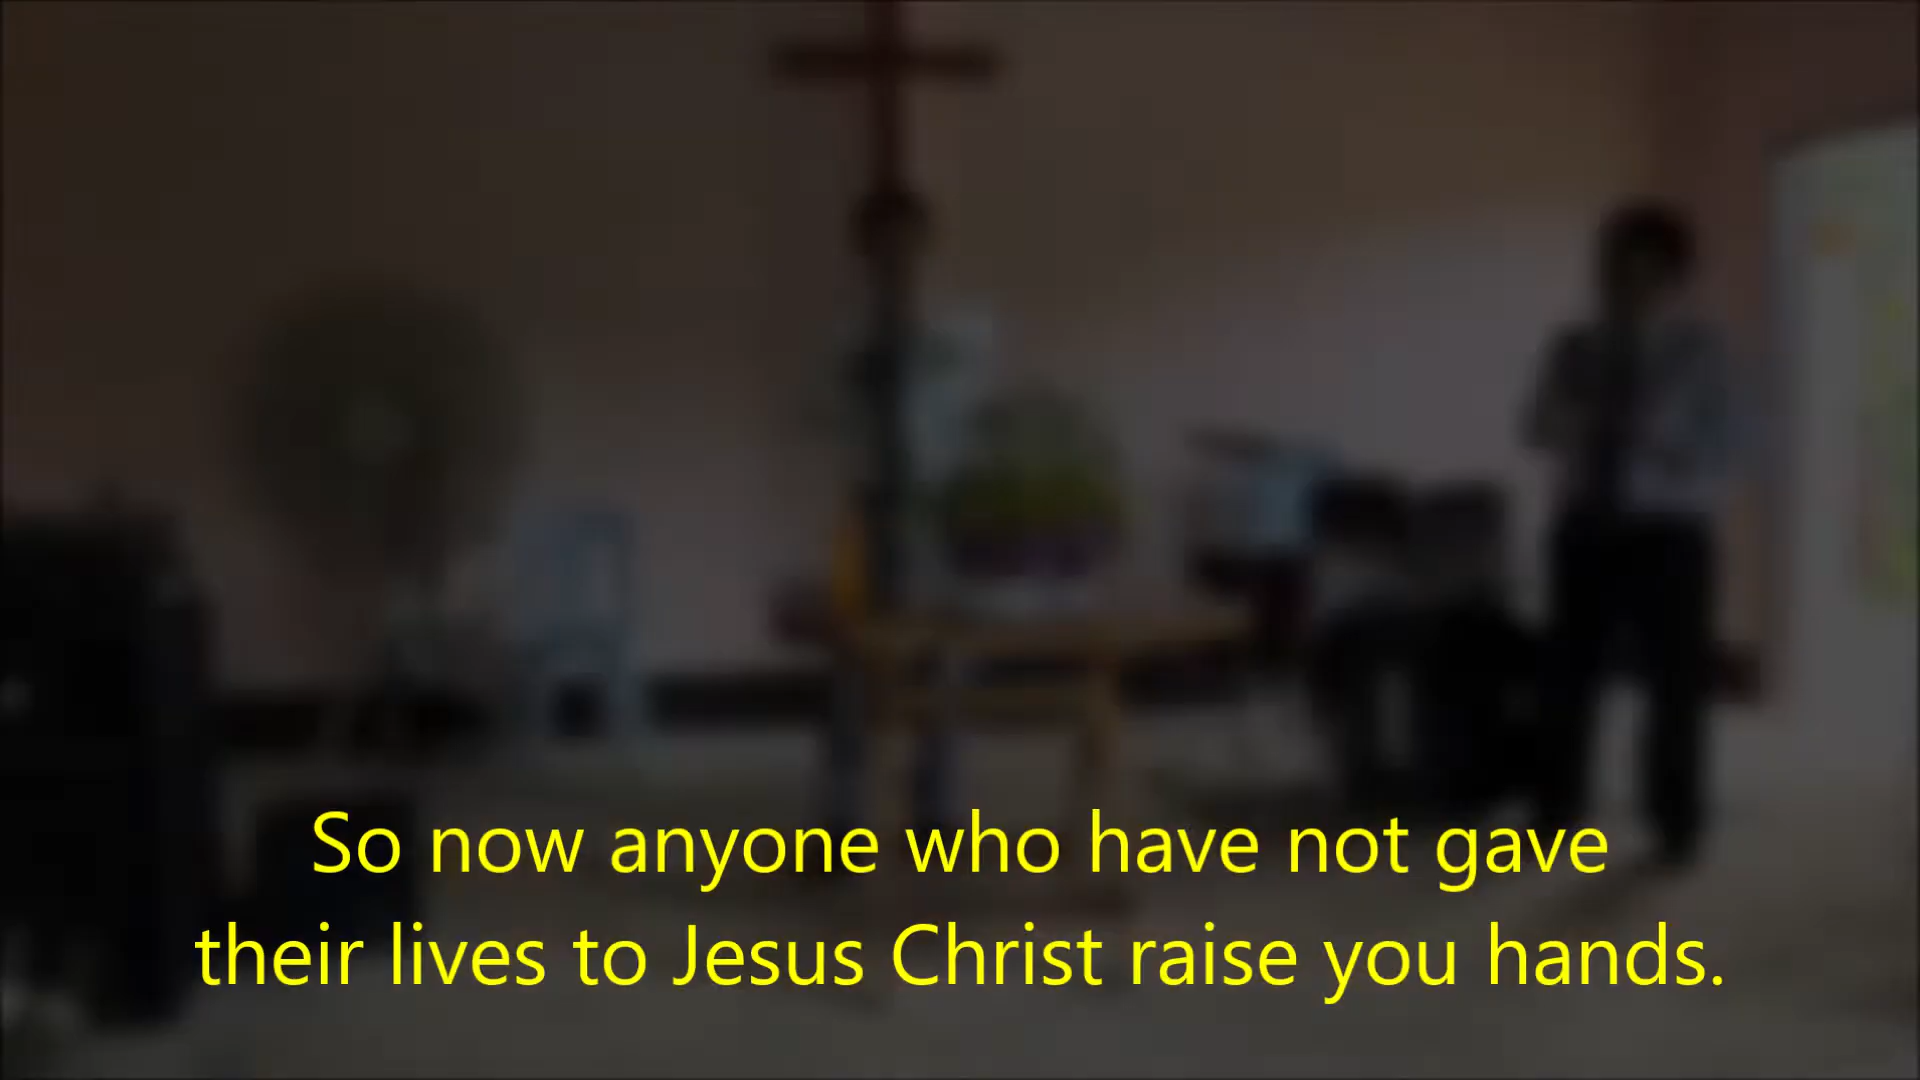 So now anyone who have not gave
their lives to Jesus Christ raise you hands.